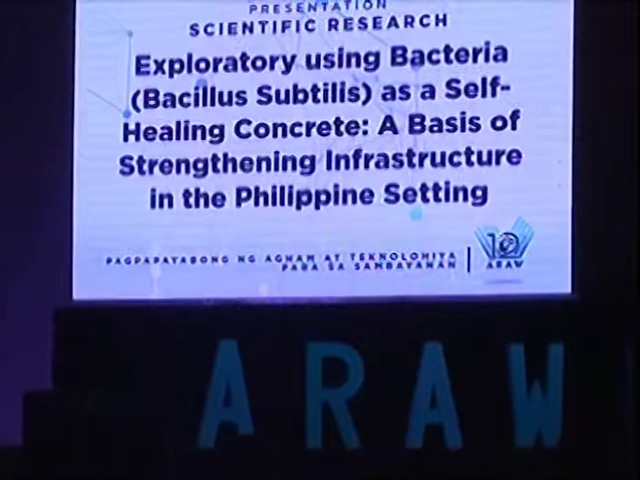 PRESENTATION
SCIENTIFIC RESEARCH
Exploratory using Bacteria
(Bacillus Subtilis) as a Self-
Healing Concrete: A Basis of
Strengthening Infrastructure
in the Philippine Setting
PAGPAPAYABONG NG AGHAM AT TEKNOLOHIYA
PARA SA SAMBAYANAN
10
ARAW
ARAW